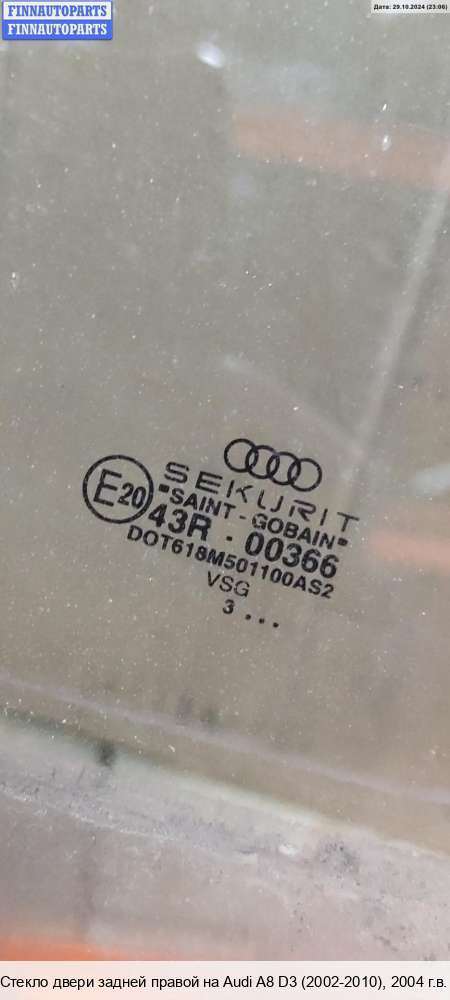 FINNAUTOPARTS
FINNAUTOPARTS
Дата: 29.10.2024 (23:06)
SEKURIT
"SAINT-GOBAIN"
E20
43R - 00366
DOT618M501100AS2
VSG
3 ...
Стекло двери задней правой на Audi A8 D3 (2002-2010), 2004 г.в.